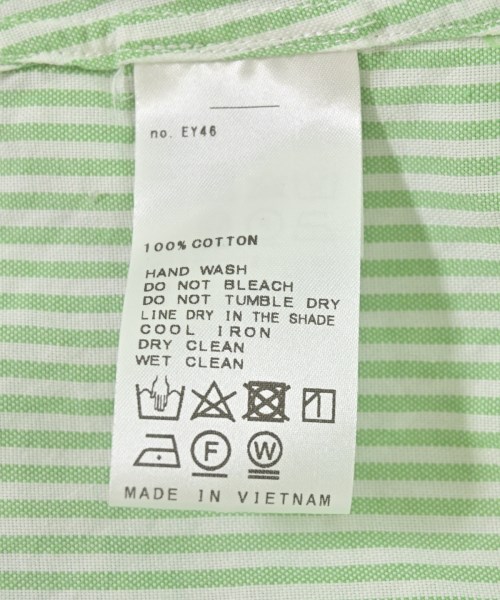 no. EY46
100% COTTON
HAND WASH
DO NOT BLEACH
DO NOT TUMBLE DRY
LINE DRY IN THE SHADE
COOL IRON
DRY CLEAN
WET CLEAN
F W
MADE IN VIETNAM